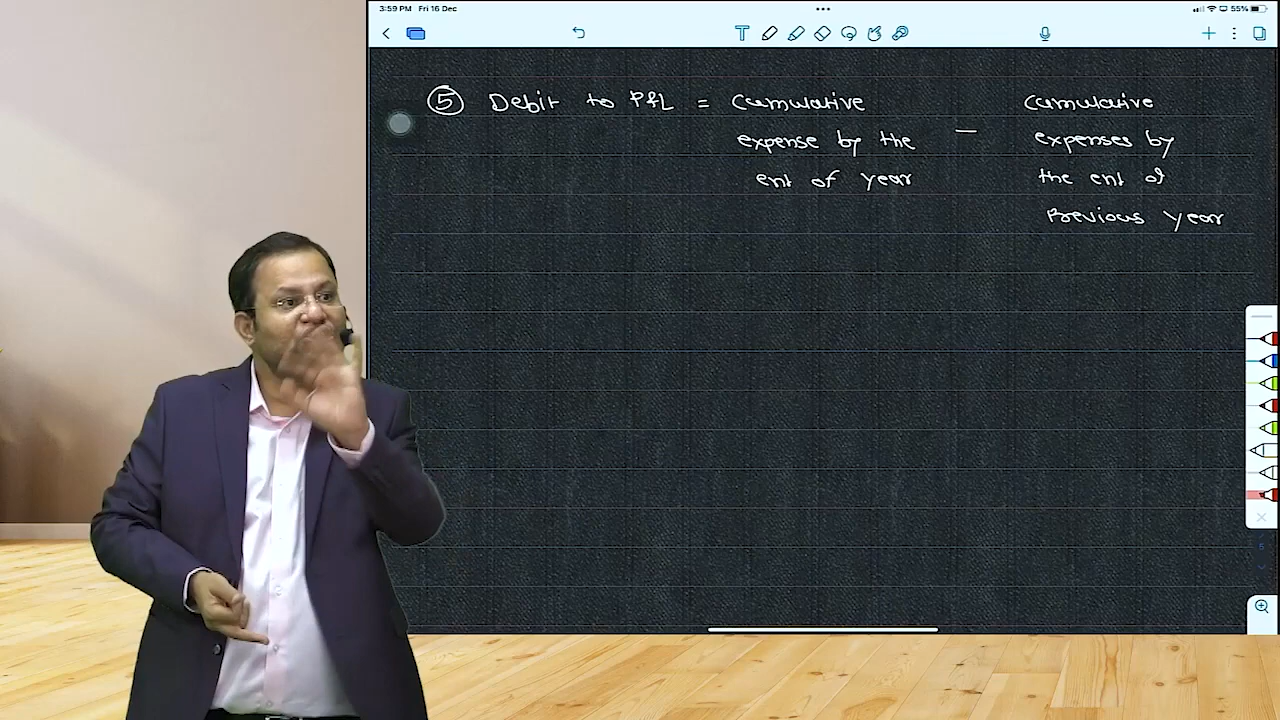 3:59 PM Fri 16 Dec
55%
⑤ Debit to P&L = Cumulative expense by the ent of year — Cumulative expenses by the ent of Previous year
T
5